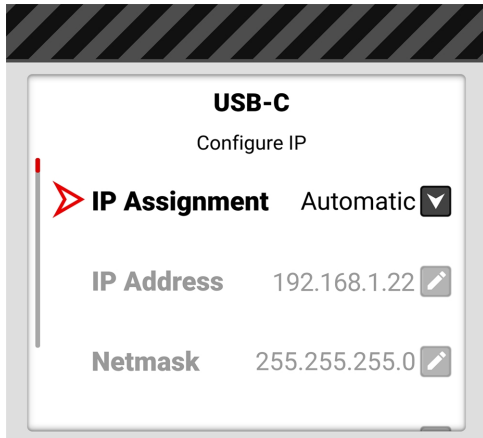 USB-C
Configure IP
IP Assignment Automatic
IP Address 192.168.1.22
Netmask 255.255.255.0